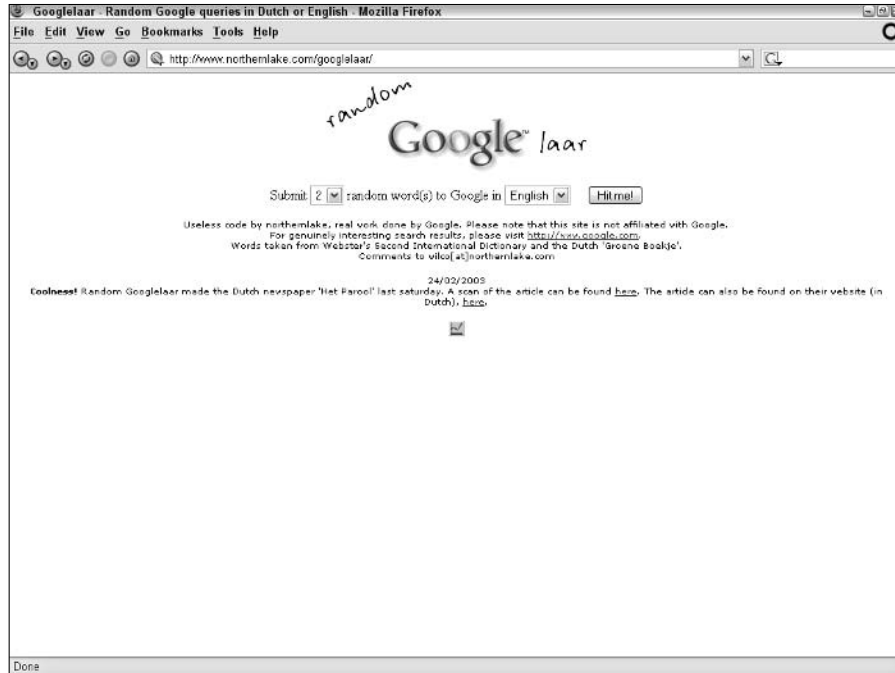 Googlelaar - Random Google queries in Dutch or English - Mozilla Firefox
File Edit View Go Bookmarks Tools Help
http://www.northernlake.com/googlelaar/
random
Google™ laar
Submit 2 random word(s) to Google in English Hit me!
Useless code by northernlake, real work done by Google. Please note that this site is not affiliated with Google.
For genuinely interesting search results, please visit http://www.google.com.
Words taken from Webster's Second International Dictionary and the Dutch 'Groene Boekje'.
Comments to wilco[at]northernlake.com
24/02/2003
Coolness! Random Googlelaar made the Dutch newspaper 'Het Parool' last saturday. A scan of the article can be found here. The article can also be found on their website (in
Dutch), here.
Done